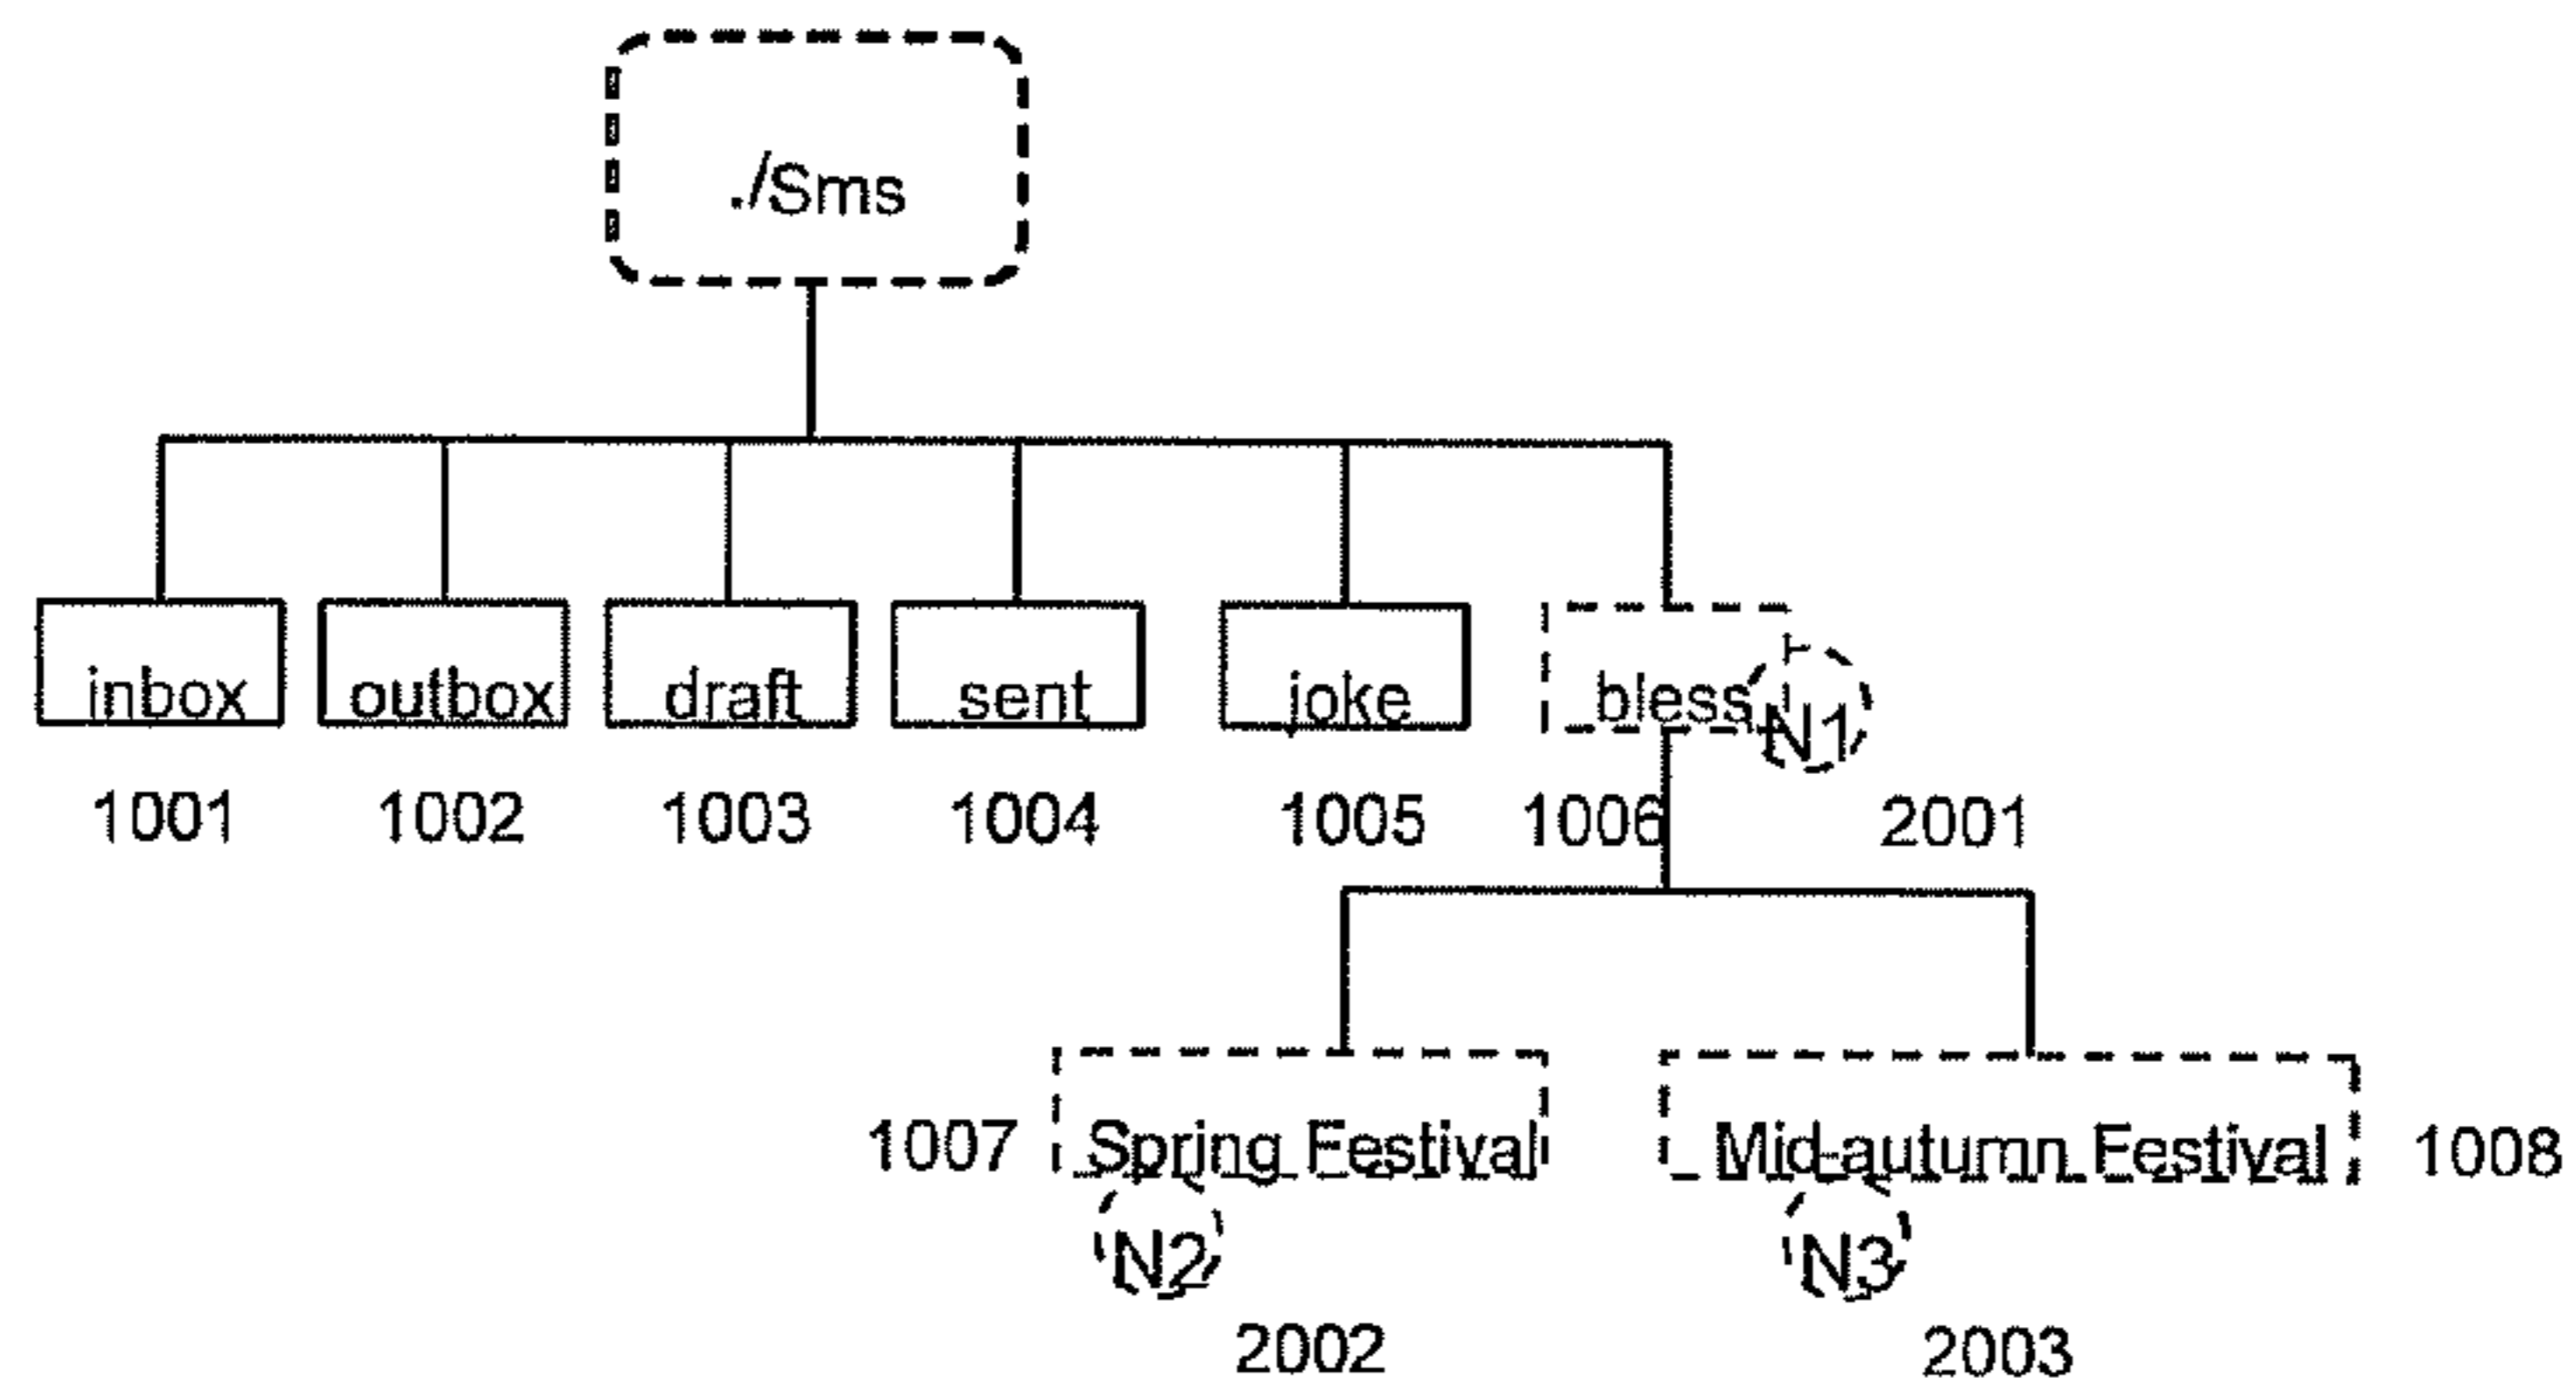 ./Sms
inbox outbox draft sent joke bless N1
1001 1002 1003 1004 1005 1006 2001
1007 Spring Festival Mid-autumn Festival 1008
N2 N3
2002 2003